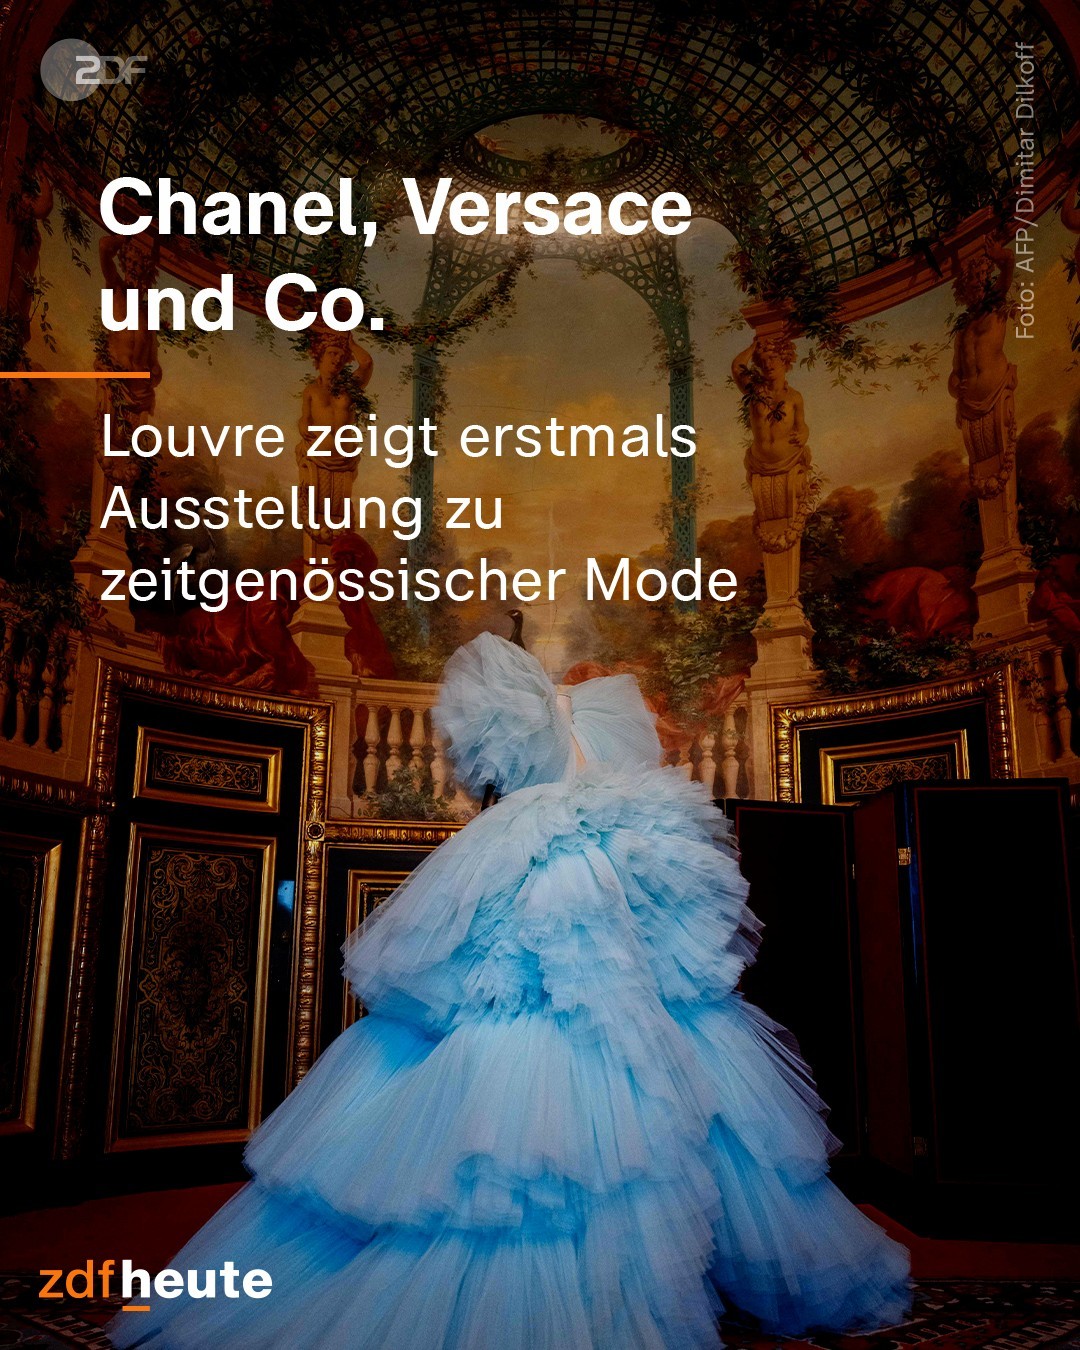 ZDF
Foto: AFP/Dimitar Dilkoff
Chanel, Versace
und Co.
Louvre zeigt erstmals
Ausstellung zu
zeitgenössischer Mode
zdfheute